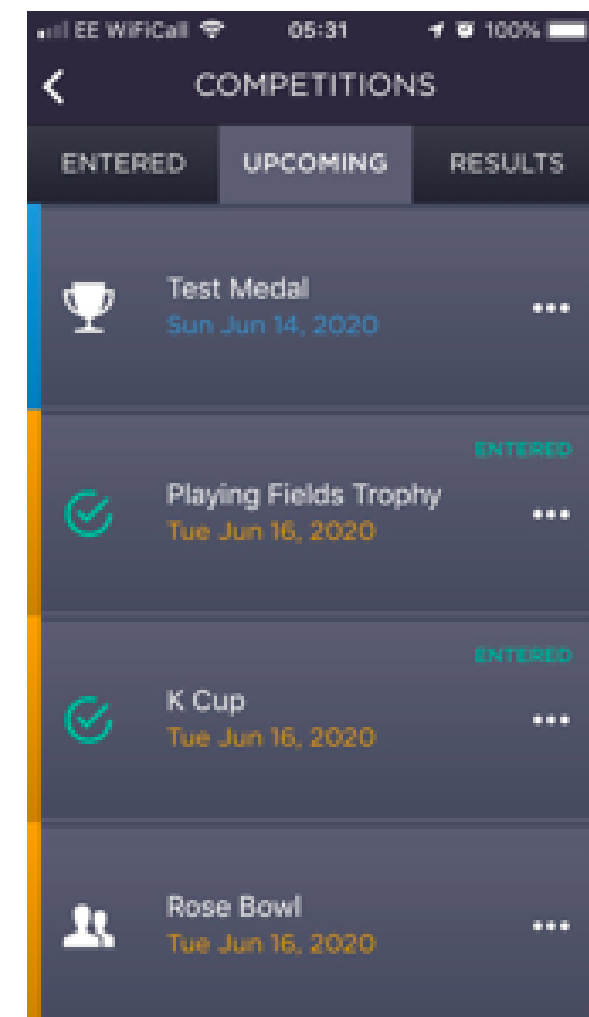 EE WiFiCall 05:31 100%
COMPETITIONS
ENTERED UPCOMING RESULTS
Test Medal
Sun Jun 14, 2020
ENTERED
Playing Fields Trophy
Tue Jun 16, 2020
ENTERED
K Cup
Tue Jun 16, 2020
Rose Bowl
Tue Jun 16, 2020